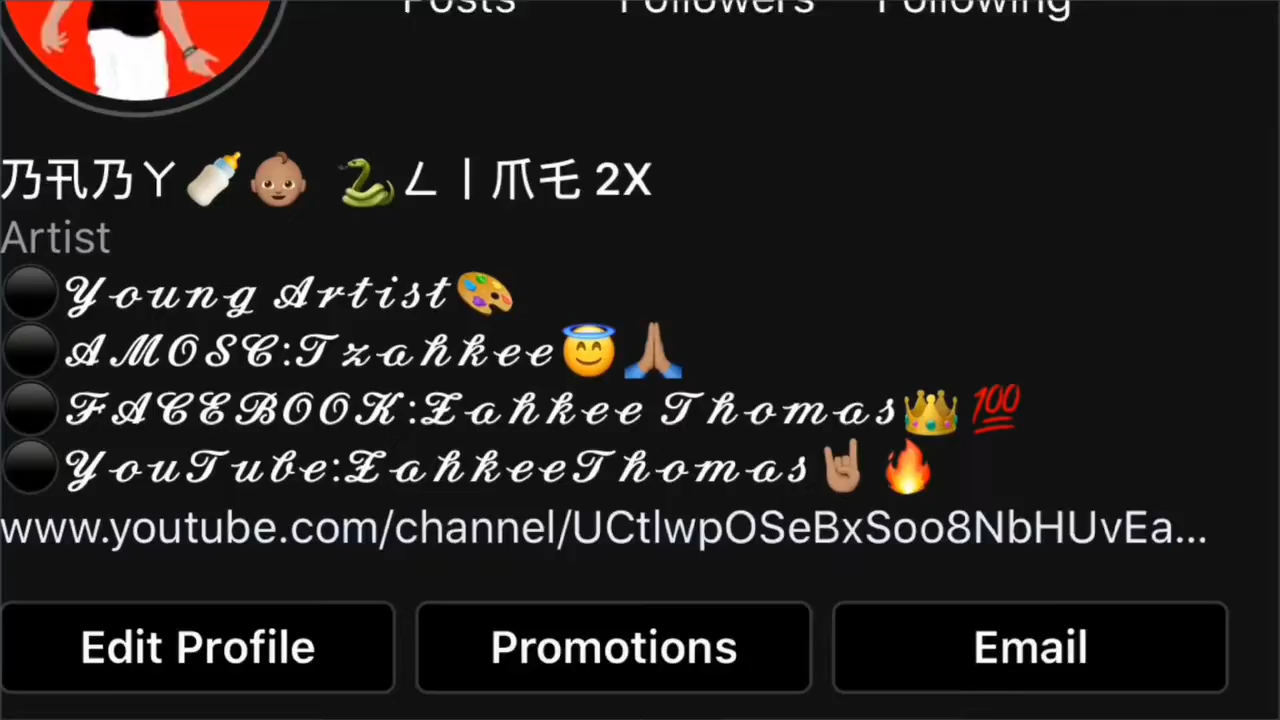 Posts Followers Following
乃卂乃丫🍼👶🏽 🐍ㄥ丨爪乇 2X
Artist
⚫𝒴𝑜𝓊𝓃𝑔 𝒜𝓇𝓉𝒾𝓈𝓉🎨
⚫𝒜𝑀𝒪𝒮𝒞:𝒯𝓏𝒶𝒽𝓀𝑒𝑒😇🙏🏽
⚫𝐹𝒜𝒞𝐸𝐵𝒪𝒪𝒦:𝒵𝒶𝒽𝓀𝑒𝑒 𝒯𝒽𝑜𝓂𝒶𝓈👑💯
⚫𝒴𝑜𝓊𝒯𝓊𝒷𝑒:𝒵𝒶𝒽𝓀𝑒𝑒𝒯𝒽𝑜𝓂𝒶𝓈🤘🏽🔥
www.youtube.com/channel/UCtlwpOSeBxSoo8NbHUvEa...
Edit Profile Promotions Email